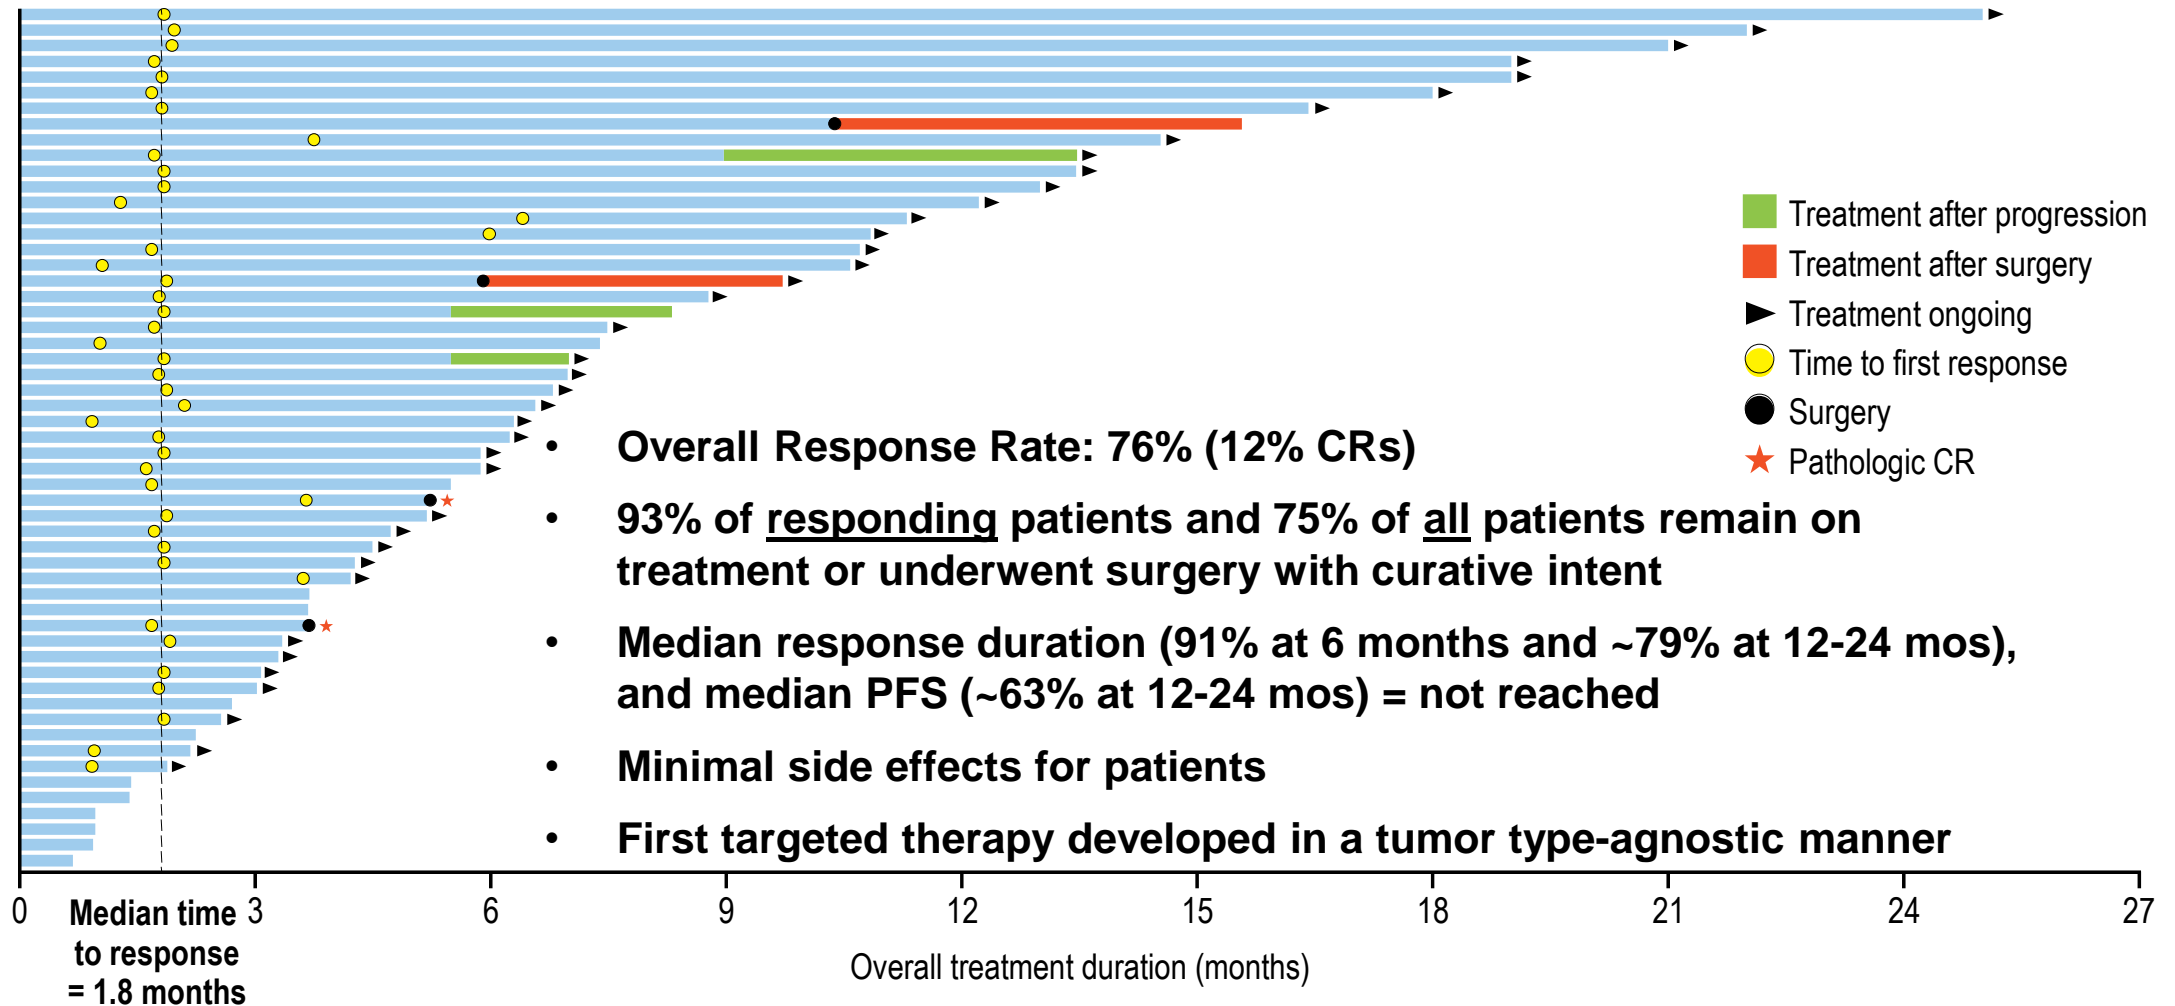 Treatment after progression
Treatment after surgery
Treatment ongoing
Time to first response
Surgery
Pathologic CR
• Overall Response Rate: 76% (12% CRs)
• 93% of responding patients and 75% of all patients remain on
treatment or underwent surgery with curative intent
• Median response duration (91% at 6 months and ~79% at 12-24 mos),
and median PFS (~63% at 12-24 mos) = not reached
• Minimal side effects for patients
• First targeted therapy developed in a tumor type-agnostic manner
0 3 6 9 12 15 18 21 24 27
Median time
to response
= 1.8 months
Overall treatment duration (months)